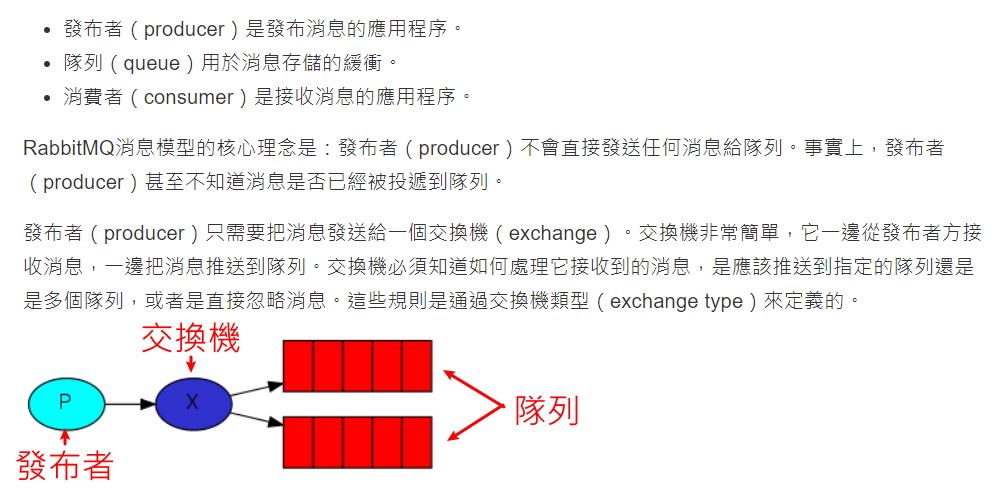 • 發布者（producer）是發布消息的應用程序。
• 隊列（queue）用於消息存儲的緩衝。
• 消費者（consumer）是接收消息的應用程序。
RabbitMQ消息模型的核心理念是：發布者（producer）不會直接發送任何消息給隊列。事實上，發布者
（producer）甚至不知道消息是否已經被投遞到隊列。
發布者（producer）只需要把消息發送給一個交換機（exchange）。交換機非常簡單，它一邊從發布者方接
收消息，一邊把消息推送到隊列。交換機必須知道如何處理它接收到的消息，是應該推送到指定的隊列還是
是多個隊列，或者是直接忽略消息。這些規則是通過交換機類型（exchange type）來定義的。
交換機
P
X
隊列
發布者